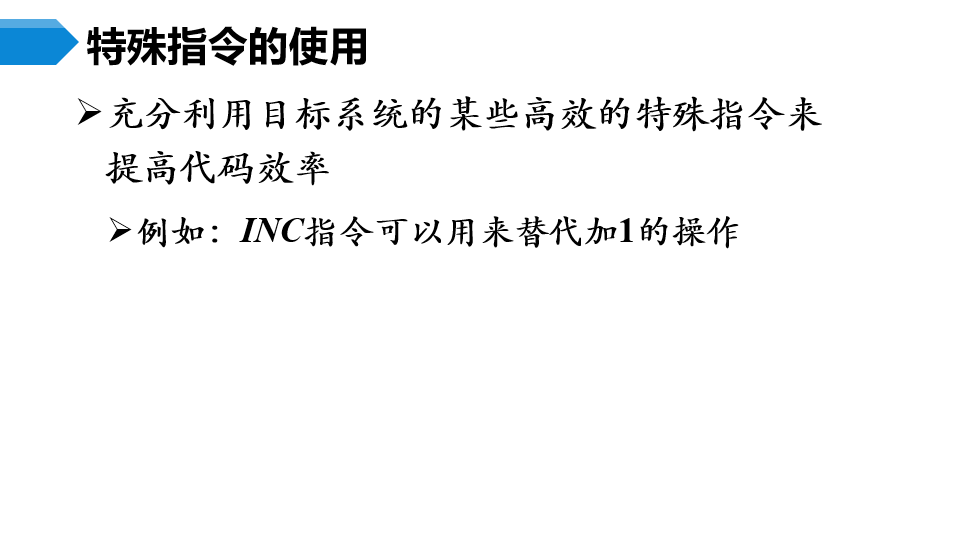 特殊指令的使用
充分利用目标系统的某些高效的特殊指令来
提高代码效率
例如：INC指令可以用来替代加1的操作